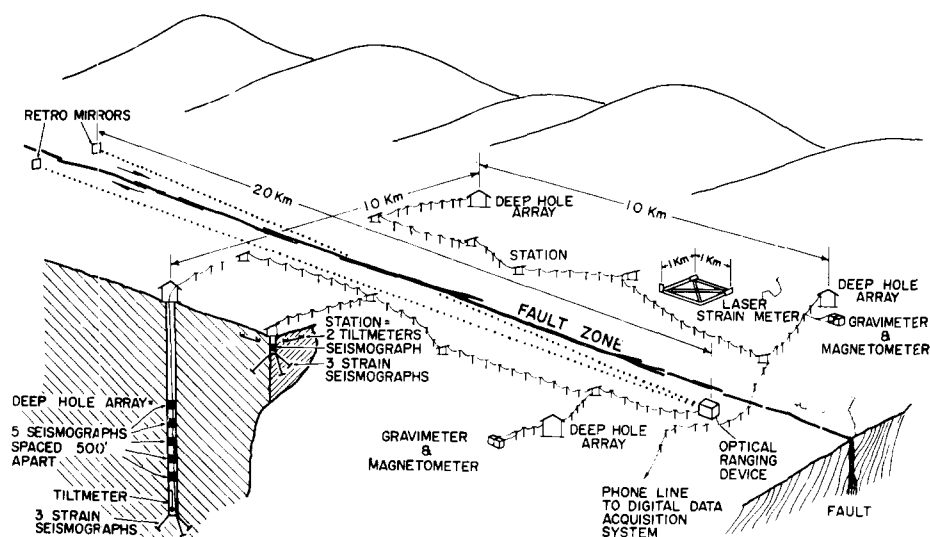 RETRO MIRRORS
20 Km
10 Km
10 Km
DEEP HOLE
ARRAY
STATION
1 Km
1 Km
LASER
STRAIN METER
DEEP HOLE
ARRAY
GRAVIMETER
&
MAGNETOMETER
FAULT ZONE
STATION=
2 TILTMETERS
SEISMOGRAPH
3 STRAIN
SEISMOGRAPHS
DEEP HOLE ARRAY=
5 SEISMOGRAPHS
SPACED 500'
APART
TILTMETER
3 STRAIN
SEISMOGRAPHS
GRAVIMETER
&
MAGNETOMETER
DEEP HOLE
ARRAY
OPTICAL
RANGING
DEVICE
PHONE LINE
TO DIGITAL DATA
ACQUISITION
SYSTEM
FAULT